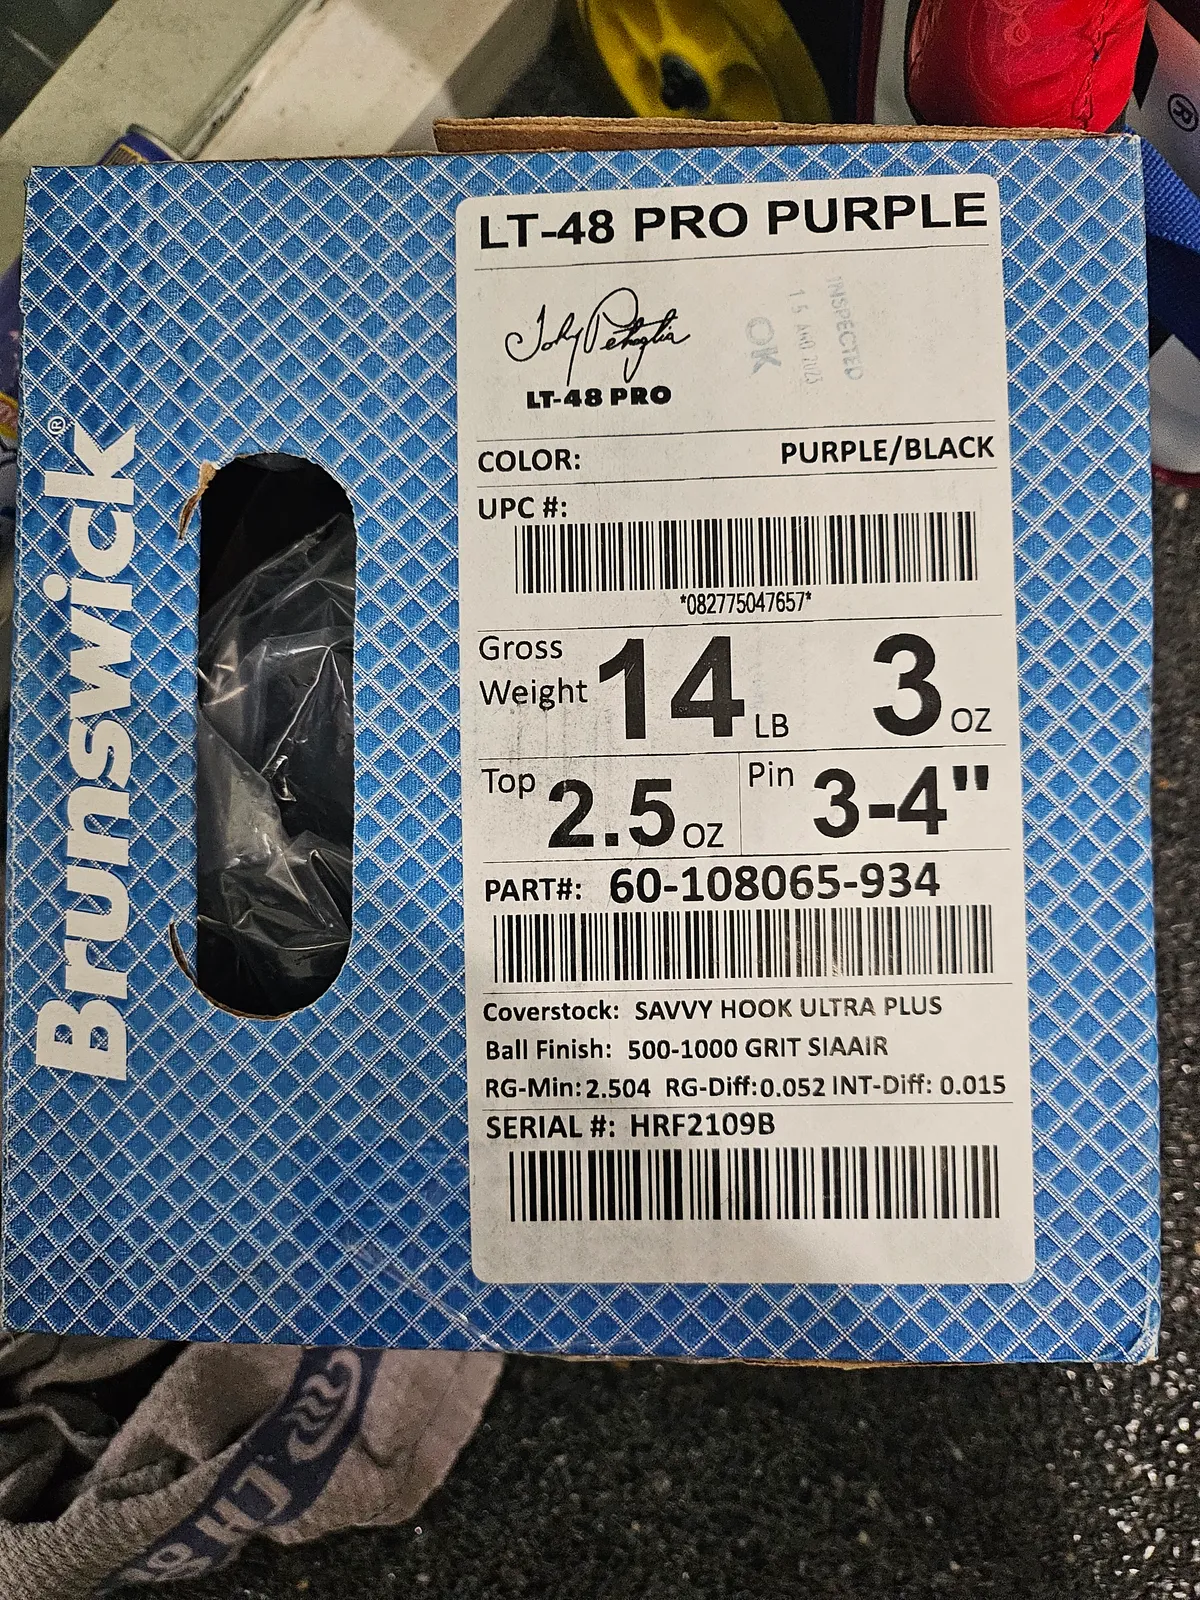 Brunswick®
LT-48 PRO PURPLE
Johy Petraglia
LT-48 PRO
OK
INSPECTED
COLOR: PURPLE/BLACK
UPC #:
*082775047657*
Gross Weight 14 LB 3 OZ
Top 2.5 OZ Pin 3-4"
PART#: 60-108065-934
Coverstock: SAVVY HOOK ULTRA PLUS
Ball Finish: 500-1000 GRIT SIAAIR
RG-Min: 2.504 RG-Diff: 0.052 INT-Diff: 0.015
SERIAL #: HRF2109B
®